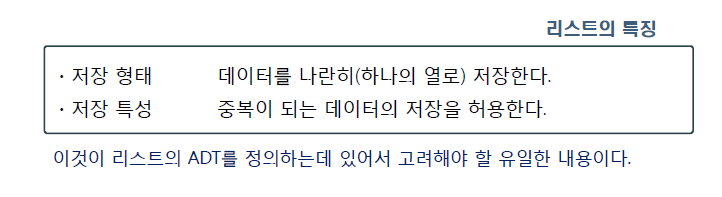 리스트의 특징
· 저장 형태 데이터를 나란히(하나의 열로) 저장한다.
· 저장 특성 중복이 되는 데이터의 저장을 허용한다.
이것이 리스트의 ADT를 정의하는데 있어서 고려해야 할 유일한 내용이다.